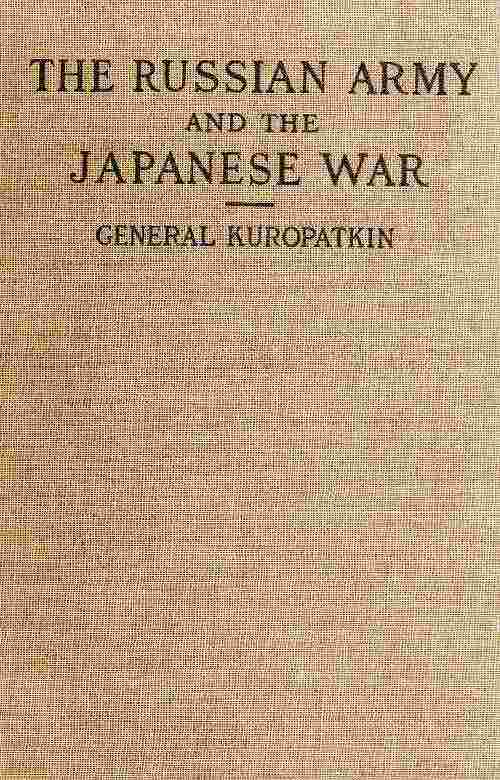 THE RUSSIAN ARMY
AND THE
JAPANESE WAR
GENERAL KUROPATKIN